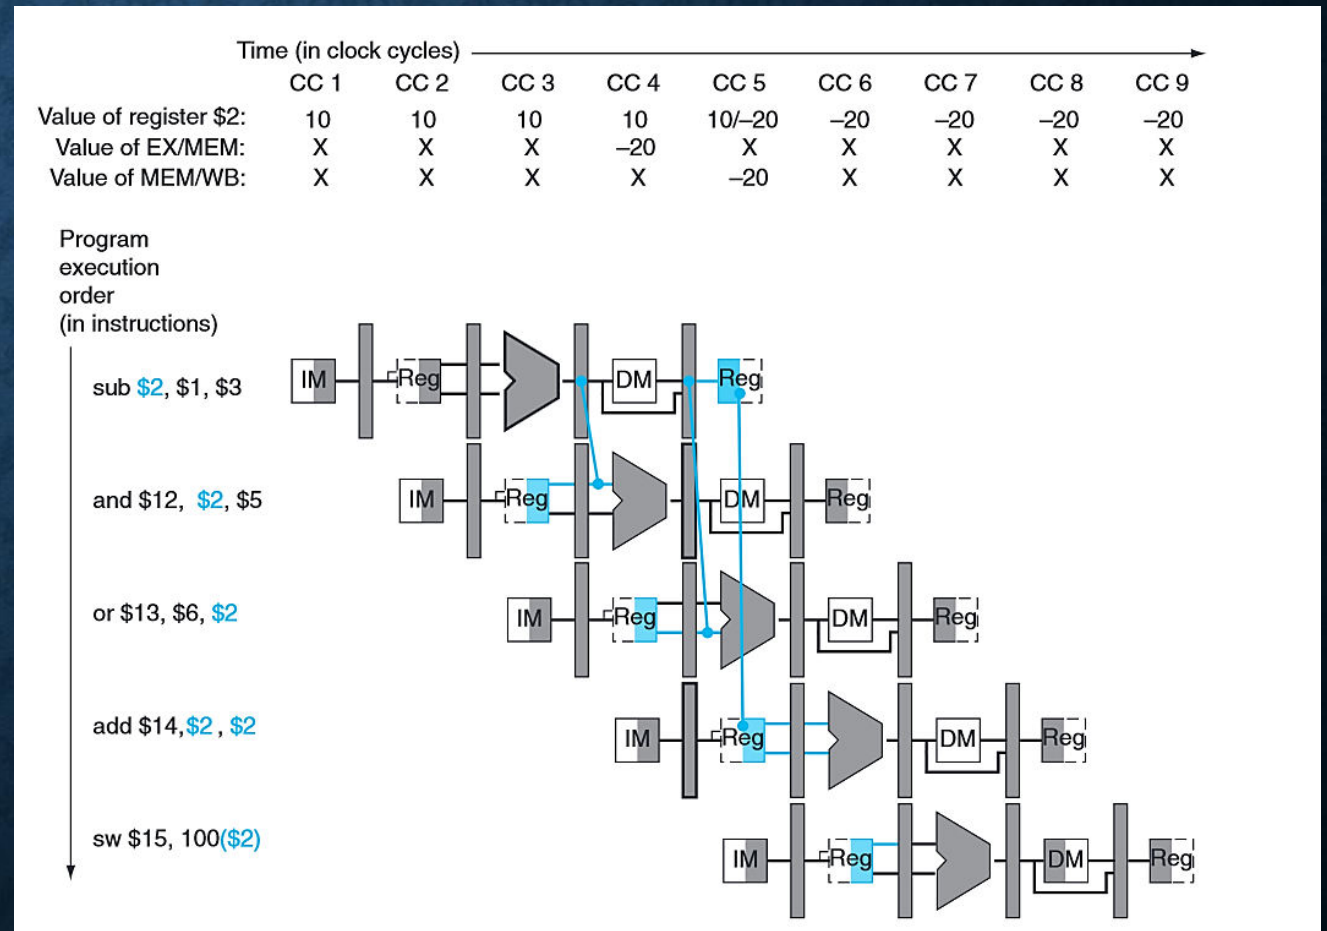 Time (in clock cycles)
CC 1 CC 2 CC 3 CC 4 CC 5 CC 6 CC 7 CC 8 CC 9
Value of register $2: 10 10 10 10 10/–20 –20 –20 –20 –20
Value of EX/MEM: X X X –20 X X X X X
Value of MEM/WB: X X X X –20 X X X X
Program
execution
order
(in instructions)
sub $2, $1, $3
IM Reg DM Reg
and $12, $2, $5
IM Reg DM Reg
or $13, $6, $2
IM Reg DM Reg
add $14,$2 , $2
IM Reg DM Reg
sw $15, 100($2)
IM Reg DM Reg